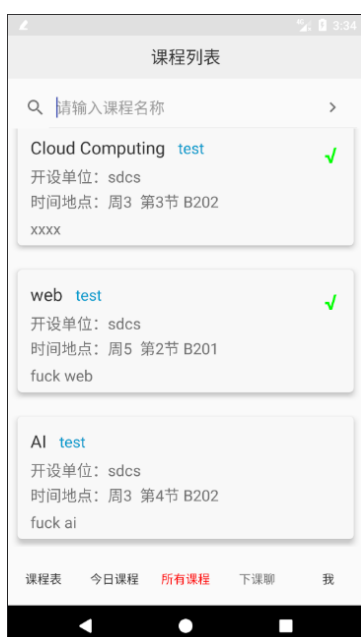 3:34
课程列表
请输入课程名称
Cloud Computing test
√
开设单位：sdcs
时间地点：周3 第3节 B202
xxxx
web test
√
开设单位：sdcs
时间地点：周5 第2节 B201
fuck web
AI test
开设单位：sdcs
时间地点：周3 第4节 B202
fuck ai
课程表 今日课程 所有课程 下课聊 我